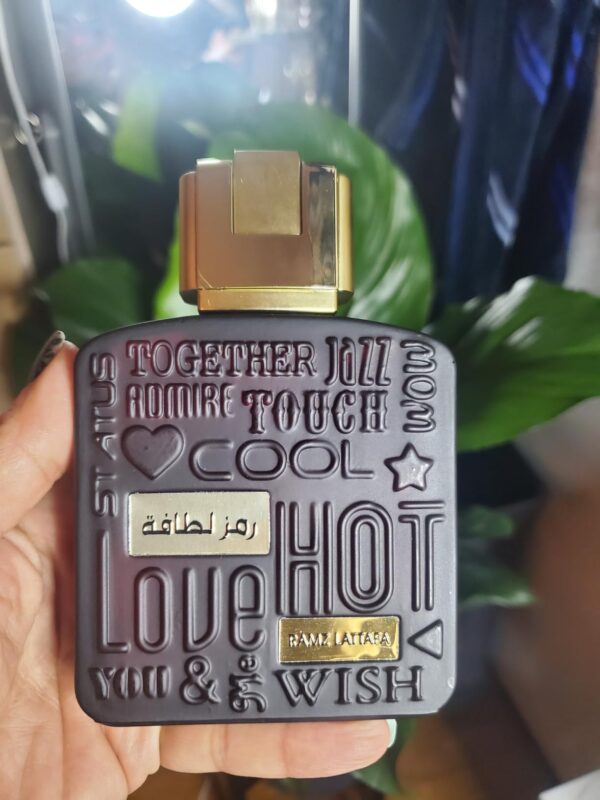 STATUS
TOGETHER JAZZ
WOW
ADMIRE TOUCH
COOL
رمز لطافة
HOT
Love
RAMZ LATTAFA
YOU & Me WISH